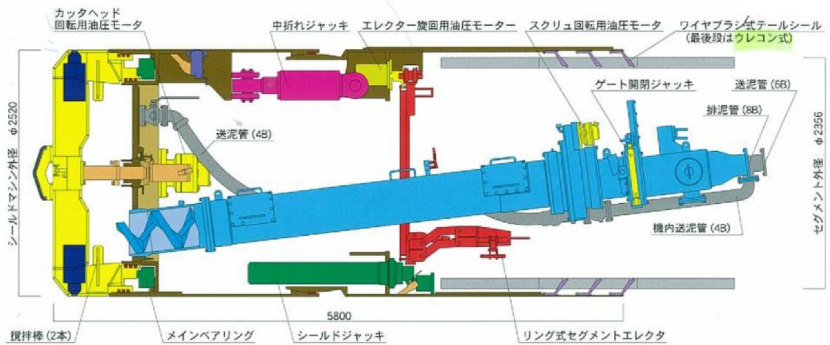 カッタヘッド
回転用油圧モータ
中折れジャッキ
エレクター旋回用油圧モーター
スクリュ回転用油圧モータ
ワイヤブラシ式テールシール
(最後段はウレコン式)
ゲート開閉ジャッキ
送泥管(6B)
排泥管(8B)
送泥管(4B)
シールドマシン外径 φ2520
セグメント外径 φ2356
機内送泥管(4B)
5800
撹拌棒(2本)
メインベアリング
シールドジャッキ
リング式セグメントエレクタ